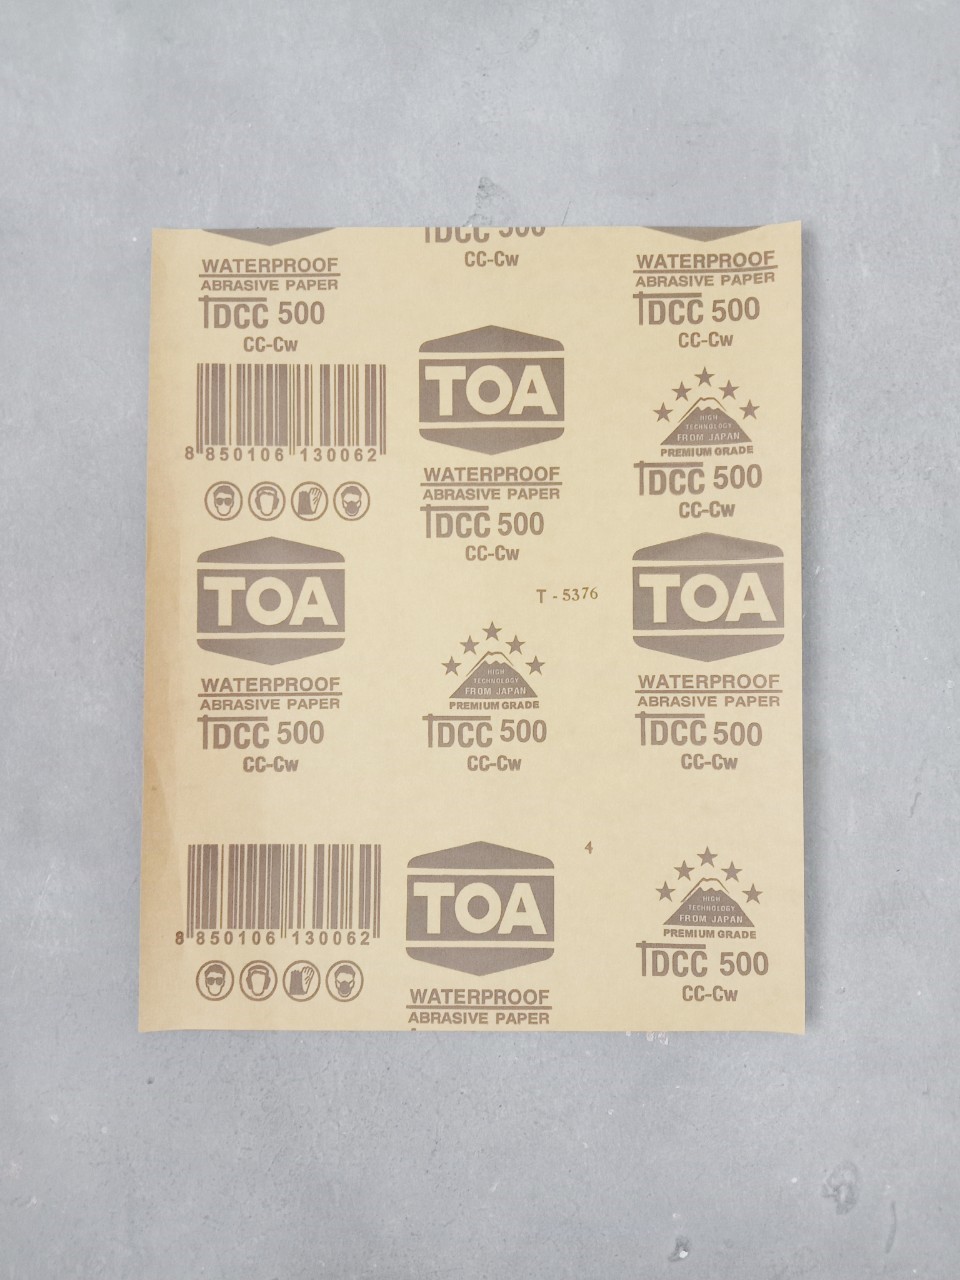 WATERPROOF
ABRASIVE PAPER
DCC 500
CC-Cw
8 850106 130062
TOA
WATERPROOF
ABRASIVE PAPER
DCC 500
CC-Cw
DCC 500
CC-Cw
TOA
WATERPROOF
ABRASIVE PAPER
DCC 500
CC-Cw
WATERPROOF
ABRASIVE PAPER
DCC 500
CC-Cw
HIGH
TECHNOLOGY
FROM JAPAN
PREMIUM GRADE
DCC 500
CC-Cw
T - 5376
HIGH
TECHNOLOGY
FROM JAPAN
PREMIUM GRADE
DCC 500
CC-Cw
TOA
WATERPROOF
ABRASIVE PAPER
DCC 500
CC-Cw
8 850106 130062
TOA
WATERPROOF
ABRASIVE PAPER
4
HIGH
TECHNOLOGY
FROM JAPAN
PREMIUM GRADE
DCC 500
CC-Cw